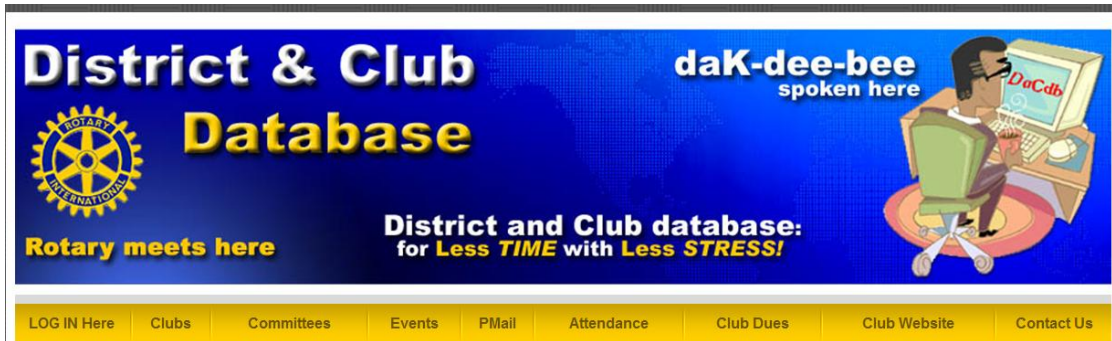 District & Club
Database
daK-dee-bee
spoken here
DaCdb
ROTARY
INTERNATIONAL
Rotary meets here
District and Club database:
for Less TIME with Less STRESS!
LOG IN Here
Clubs
Committees
Events
PMail
Attendance
Club Dues
Club Website
Contact Us